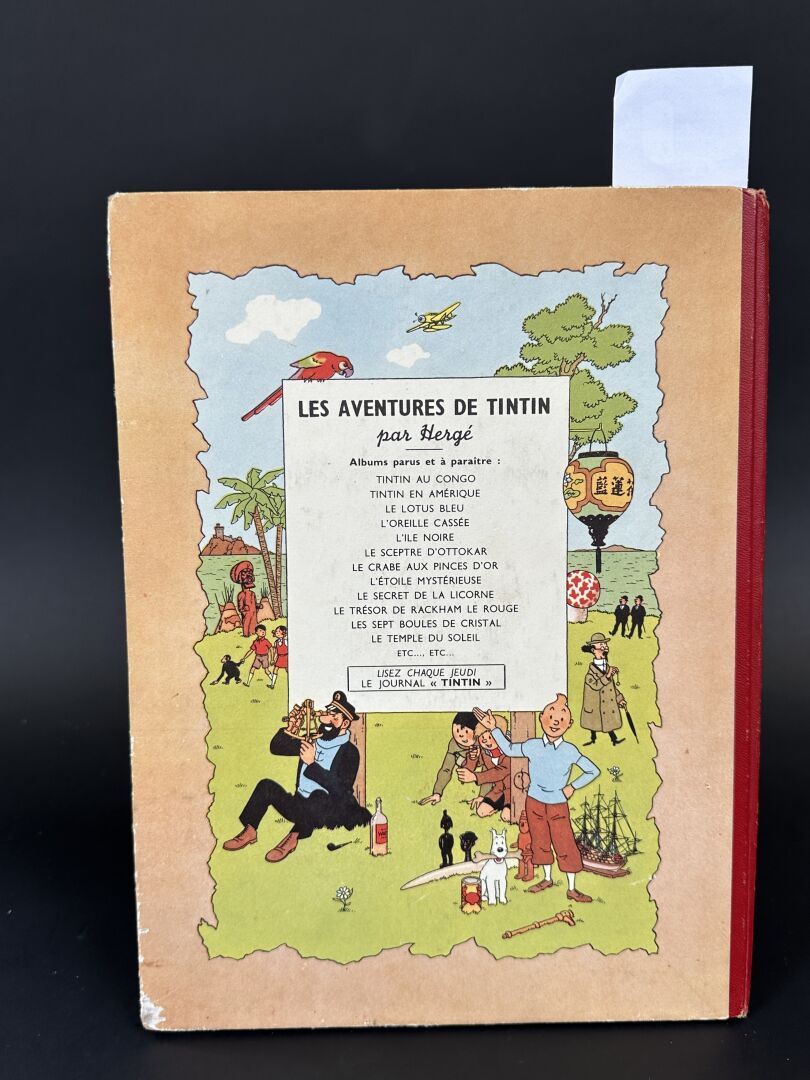 LES AVENTURES DE TINTIN
par Hergé
Albums parus et à paraître :
TINTIN AU CONGO
TINTIN EN AMÉRIQUE
LE LOTUS BLEU
L'OREILLE CASSÉE
L'ILE NOIRE
LE SCEPTRE D'OTTOKAR
LE CRABE AUX PINCES D'OR
L'ÉTOILE MYSTÉRIEUSE
LE SECRET DE LA LICORNE
LE TRÉSOR DE RACKHAM LE ROUGE
LES SEPT BOULES DE CRISTAL
LE TEMPLE DU SOLEIL
ETC..., ETC...
LISEZ CHAQUE JEUDI
LE JOURNAL « TINTIN »
藍蓮